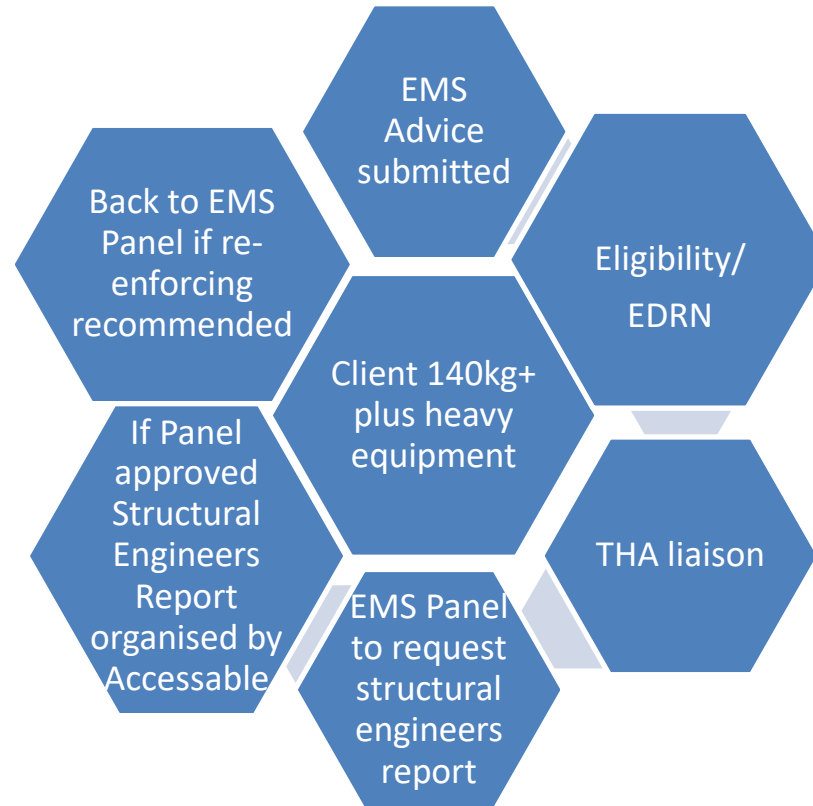 EMS
Advice
submitted
Eligibility/
EDRN
THA liaison
EMS Panel
to request
structural
engineers
report
If Panel
approved
Structural
Engineers
Report
organised by
Accessable
Back to EMS
Panel if re-
enforcing
recommended
Client 140kg+
plus heavy
equipment